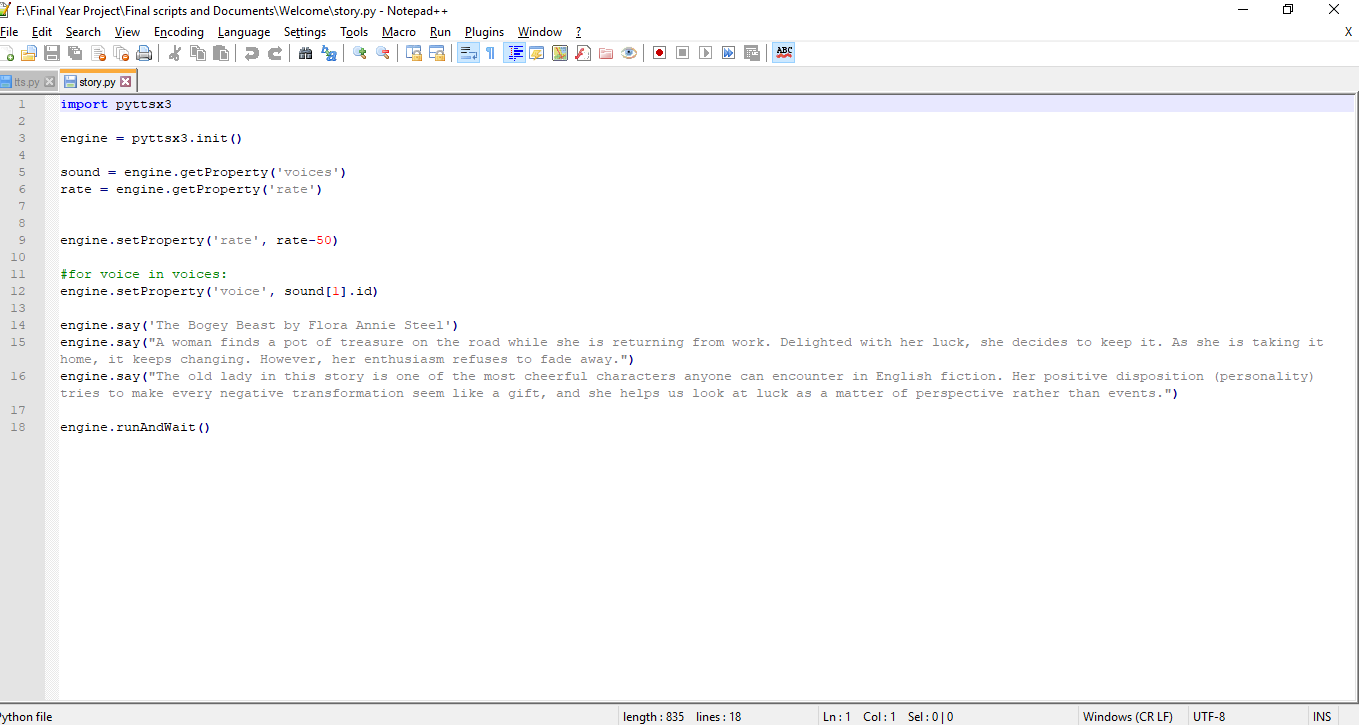 F:\Final Year Project\Final scripts and Documents\Welcome\story.py - Notepad++
File Edit Search View Encoding Language Settings Tools Macro Run Plugins Window ? X
ABC
tts.py story.py
1 import pyttsx3
2
3 engine = pyttsx3.init()
4
5 sound = engine.getProperty('voices')
6 rate = engine.getProperty('rate')
7
8
9 engine.setProperty('rate', rate-50)
10
11 #for voice in voices:
12 engine.setProperty('voice', sound[1].id)
13
14 engine.say('The Bogey Beast by Flora Annie Steel')
15 engine.say("A woman finds a pot of treasure on the road while she is returning from work. Delighted with her luck, she decides to keep it. As she is taking it
home, it keeps changing. However, her enthusiasm refuses to fade away.")
16 engine.say("The old lady in this story is one of the most cheerful characters anyone can encounter in English fiction. Her positive disposition (personality)
tries to make every negative transformation seem like a gift, and she helps us look at luck as a matter of perspective rather than events.")
17
18 engine.runAndWait()
Python file length : 835 lines : 18 Ln : 1 Col : 1 Sel : 0 | 0 Windows (CR LF) UTF-8 INS